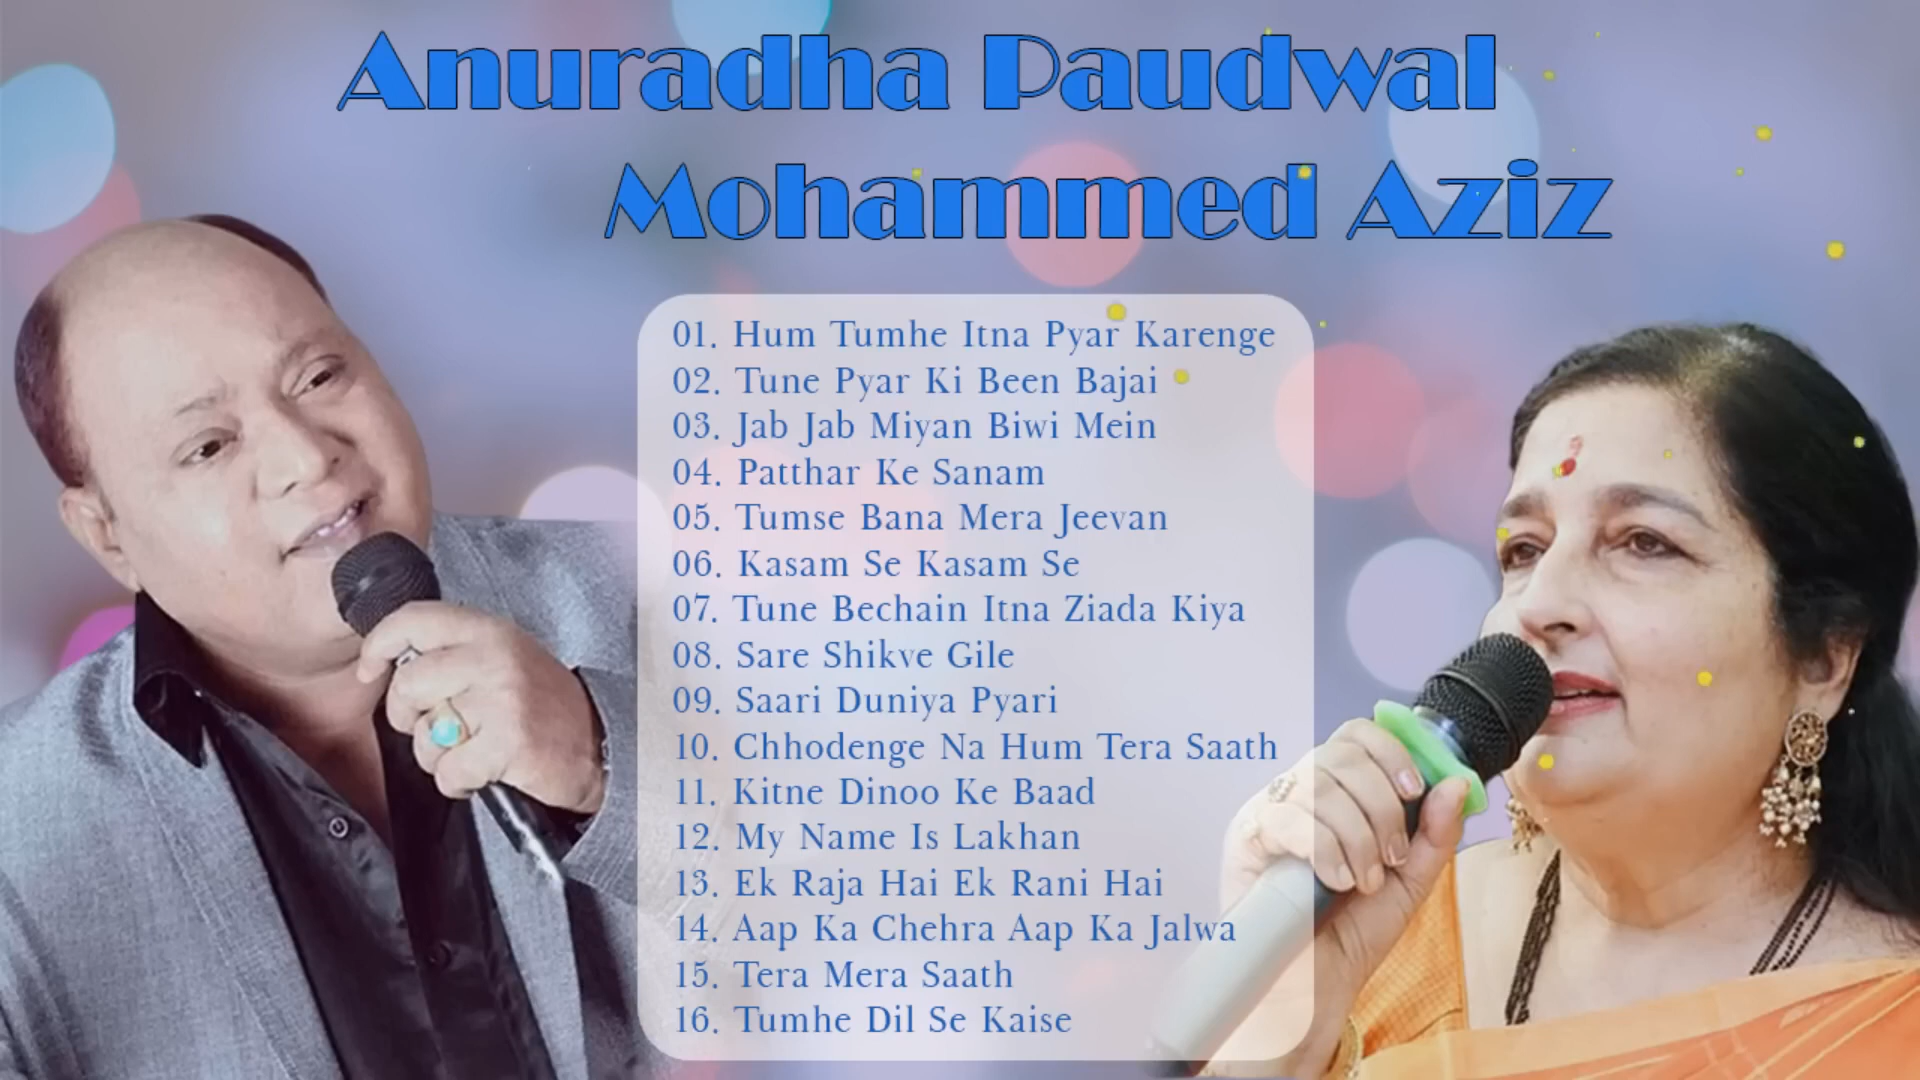 Anuradha Paudwal
Mohammed Aziz
01. Hum Tumhe Itna Pyar Karenge
02. Tune Pyar Ki Been Bajai
03. Jab Jab Miyan Biwi Mein
04. Patthar Ke Sanam
05. Tumse Bana Mera Jeevan
06. Kasam Se Kasam Se
07. Tune Bechain Itna Ziada Kiya
08. Sare Shikve Gile
09. Saari Duniya Pyari
10. Chhodenge Na Hum Tera Saath
11. Kitne Dinoo Ke Baad
12. My Name Is Lakhan
13. Ek Raja Hai Ek Rani Hai
14. Aap Ka Chehra Aap Ka Jalwa
15. Tera Mera Saath
16. Tumhe Dil Se Kaise